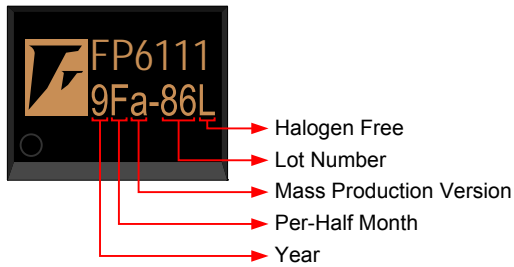 FP6111
9Fa-86L
Halogen Free
Lot Number
Mass Production Version
Per-Half Month
Year